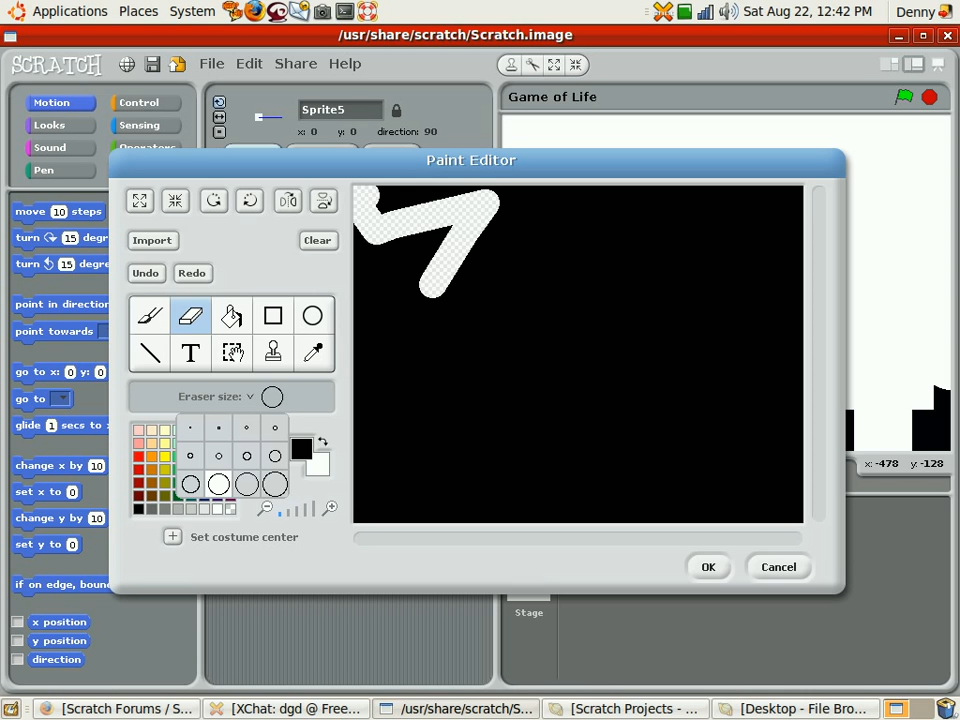 Applications Places System
Sat Aug 22, 12:42 PM Denny
/usr/share/scratch/Scratch.image
SCRATCH File Edit Share Help
Motion Control
Looks Sensing
Sound Operators
Pen
Sprite5
x: 0 y: 0 direction: 90
Game of Life
Paint Editor
Import Clear
Undo Redo
T
Eraser size:
Set costume center
OK Cancel
move 10 steps
turn 15 degre
turn 15 degre
point in direction
point towards
go to x: 0 y: 0
go to
glide 1 secs to x
change x by 10
set x to 0
change y by 10
set y to 0
if on edge, bounc
x position
y position
direction
x: -478 y: -128
Stage
[Scratch Forums / S... [XChat: dgd @ Free... /usr/share/scratch/S... [Scratch Projects - ... [Desktop - File Bro...